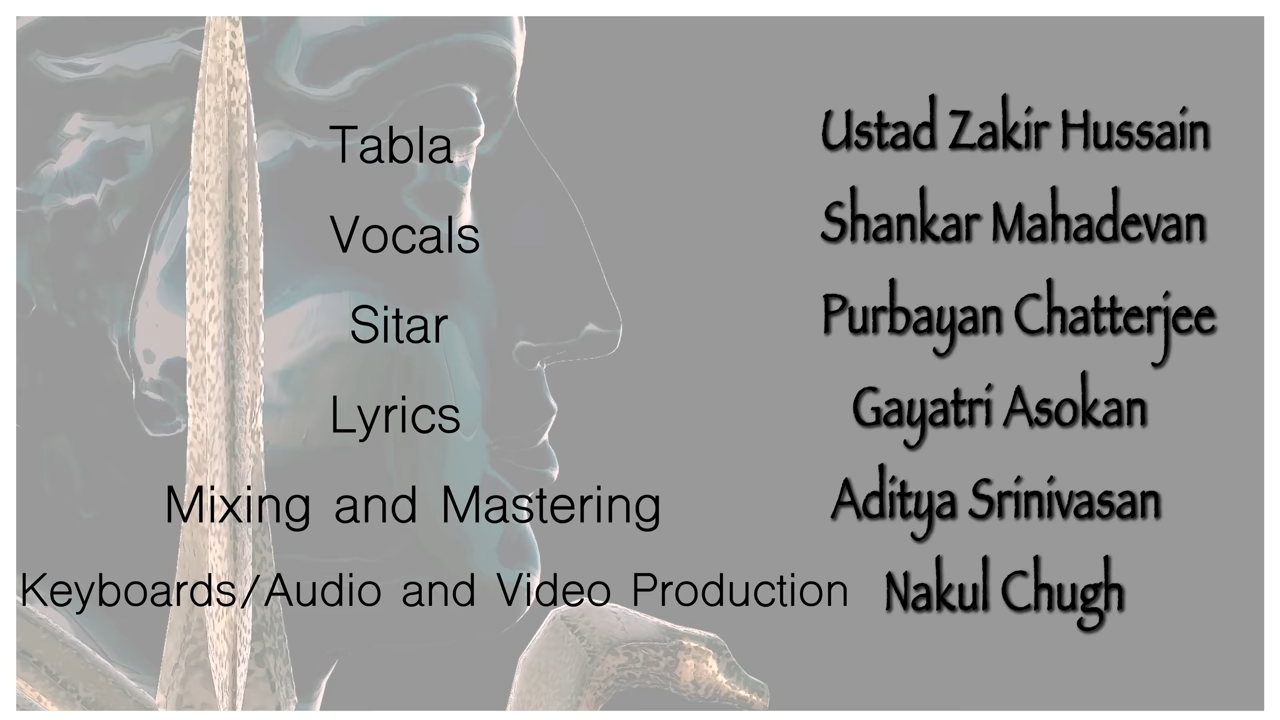 Tabla Ustad Zakir Hussain
Vocals Shankar Mahadevan
Sitar Purbayan Chatterjee
Lyrics Gayatri Asokan
Mixing and Mastering Aditya Srinivasan
Keyboards/Audio and Video Production Nakul Chugh